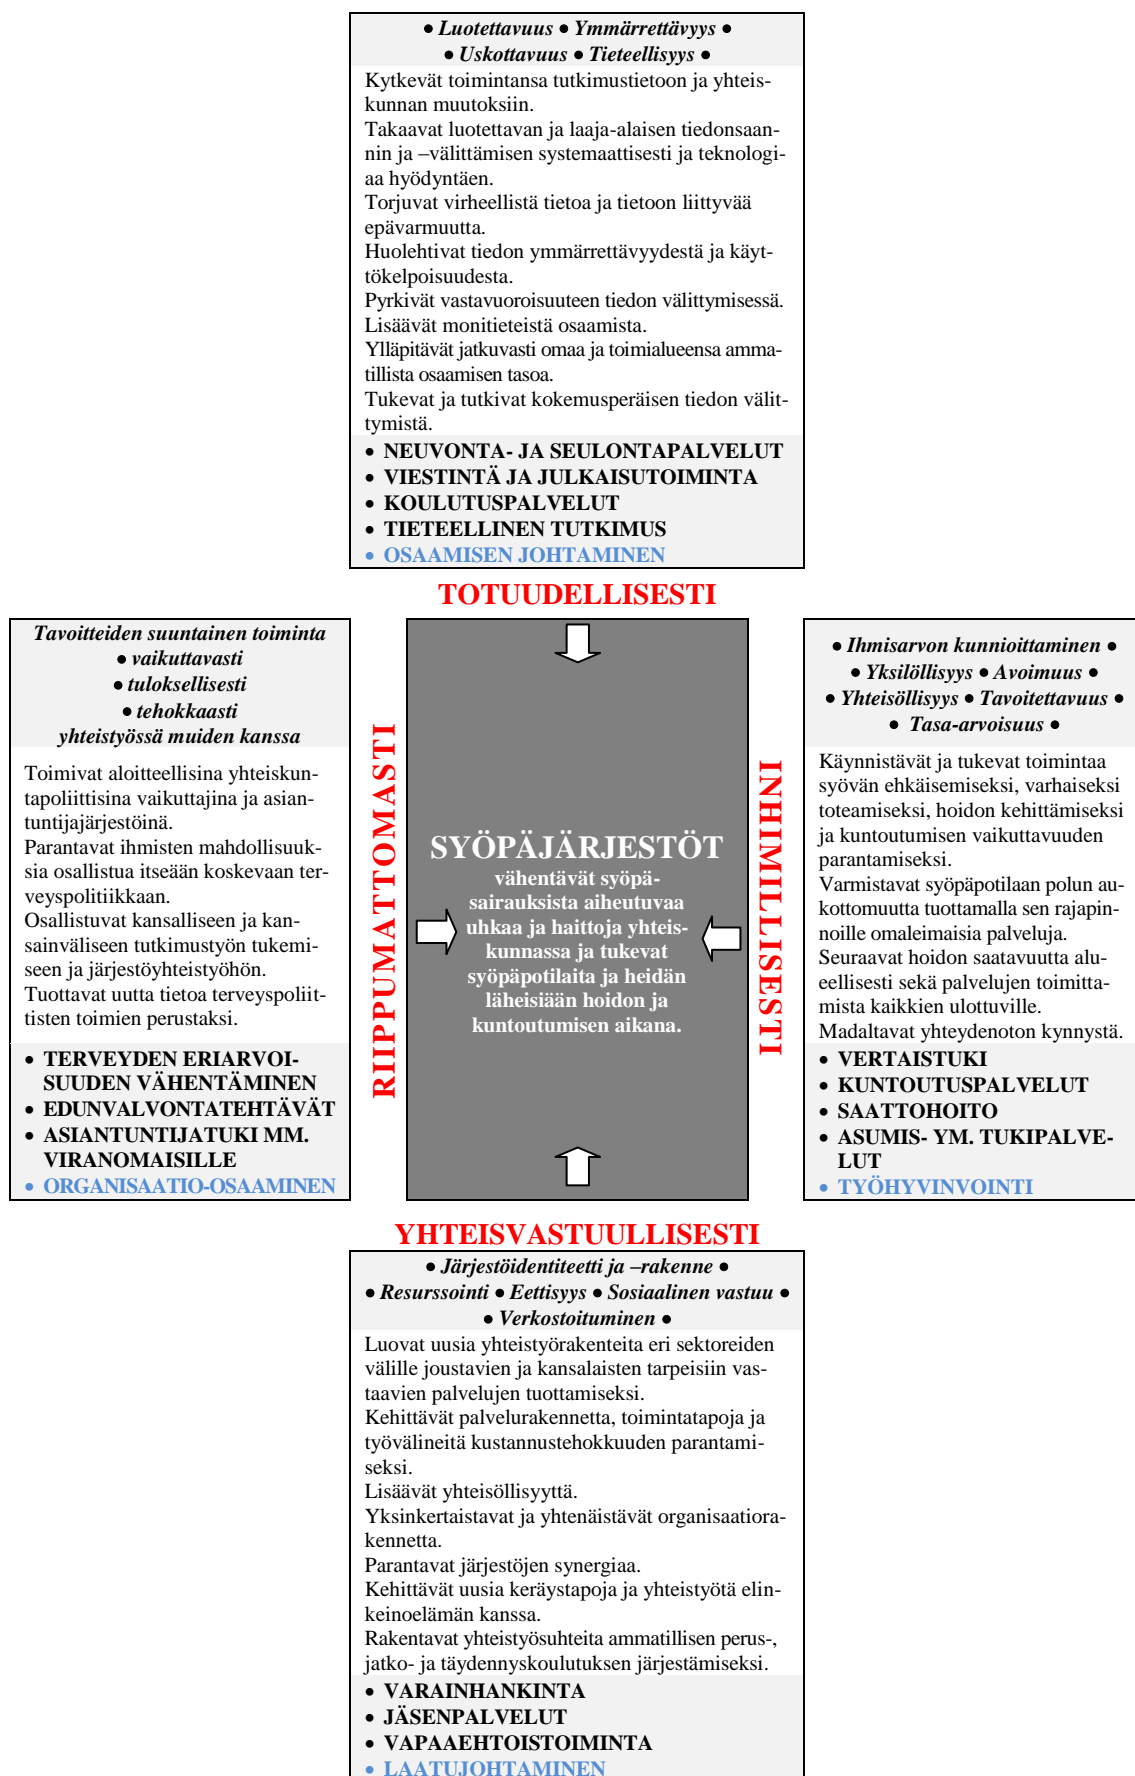 ● Luotettavuus ● Ymmärrettävyys ●
● Uskottavuus ● Tieteellisyys ●
Kytkevät toimintansa tutkimustietoon ja yhteis-
kunnan muutoksiin.
Takaavat luotettavan ja laaja-alaisen tiedonsaan-
nin ja –välittämisen systemaattisesti ja teknologi-
aa hyödyntäen.
Torjuvat virheellistä tietoa ja tietoon liittyvää
epävarmuutta.
Huolehtivat tiedon ymmärrettävyydestä ja käyt-
tökelpoisuudesta.
Pyrkivät vastavuoroisuuteen tiedon välittymisessä.
Lisäävät monitieteistä osaamista.
Ylläpitävät jatkuvasti omaa ja toimialueensa amma-
tillista osaamisen tasoa.
Tukevat ja tutkivat kokemusperäisen tiedon välit-
tymistä.
• NEUVONTA- JA SEULONTAPALVELUT
• VIESTINTÄ JA JULKAISUTOIMINTA
• KOULUTUSPALVELUT
• TIETEELLINEN TUTKIMUS
• OSAAMISEN JOHTAMINEN
TOTUUDELLISESTI
Tavoitteiden suuntainen toiminta
● vaikuttavasti
● tuloksellisesti
● tehokkaasti
yhteistyössä muiden kanssa
Toimivat aloitteellisina yhteiskun-
tapoliittisina vaikuttajina ja asian-
tuntijajärjestöinä.
Parantavat ihmisten mahdollisuuk-
sia osallistua itseään koskevaan ter-
veyspolitiikkaan.
Osallistuvat kansalliseen ja kan-
sainväliseen tutkimustyön tukemi-
seen ja järjestöyhteistyöhön.
Tuottavat uutta tietoa terveyspoliit-
tisten toimien perustaksi.
• TERVEYDEN ERIARVOI-
SUUDEN VÄHENTÄMINEN
• EDUNVALVONTATEHTÄVÄT
• ASIANTUNTIJATUKI MM.
VIRANOMAISILLE
• ORGANISAATIO-OSAAMINEN
RIIPPUMATTOMASTI
SYÖPÄJÄRJESTÖT
vähentävät syöpä-
sairauksista aiheutuvaa
uhkaa ja haittoja yhteis-
kunnassa ja tukevat
syöpäpotilaita ja heidän
läheisiään hoidon ja
kuntoutumisen aikana.
INHIMILLISESTI
● Ihmisarvon kunnioittaminen ●
● Yksilöllisyys ● Avoimuus ●
● Yhteisöllisyys ● Tavoitettavuus ●
● Tasa-arvoisuus ●
Käynnistävät ja tukevat toimintaa
syövän ehkäisemiseksi, varhaiseksi
toteamiseksi, hoidon kehittämiseksi
ja kuntoutumisen vaikuttavuuden
parantamiseksi.
Varmistavat syöpäpotilaan polun au-
kottomuutta tuottamalla sen rajapin-
noille omaleimaisia palveluja.
Seuraavat hoidon saatavuutta alu-
eellisesti sekä palvelujen toimitta-
mista kaikkien ulottuville.
Madaltavat yhteydenoton kynnystä.
• VERTAISTUKI
• KUNTOUTUSPALVELUT
• SAATTOHOITO
• ASUMIS- YM. TUKIPALVE-
LUT
• TYÖHYVINVOINTI
YHTEISVASTUULLISESTI
● Järjestöidentiteetti ja –rakenne ●
● Resurssointi ● Eettisyys ● Sosiaalinen vastuu ●
● Verkostoituminen ●
Luovat uusia yhteistyörakenteita eri sektoreiden
välille joustavien ja kansalaisten tarpeisiin vas-
taavien palvelujen tuottamiseksi.
Kehittävät palvelurakennetta, toimintatapoja ja
työvälineitä kustannustehokkuuden parantami-
seksi.
Lisäävät yhteisöllisyyttä.
Yksinkertaistavat ja yhtenäistävät organisaatiora-
kennetta.
Parantavat järjestöjen synergiaa.
Kehittävät uusia keräystapoja ja yhteistyötä elin-
keinoelämän kanssa.
Rakentavat yhteistyösuhteita ammatillisen perus-,
jatko- ja täydennyskoulutuksen järjestämiseksi.
• VARAINHANKINTA
• JÄSENPALVELUT
• VAPAAEHTOISTOIMINTA
• LAATUJOHTAMINEN